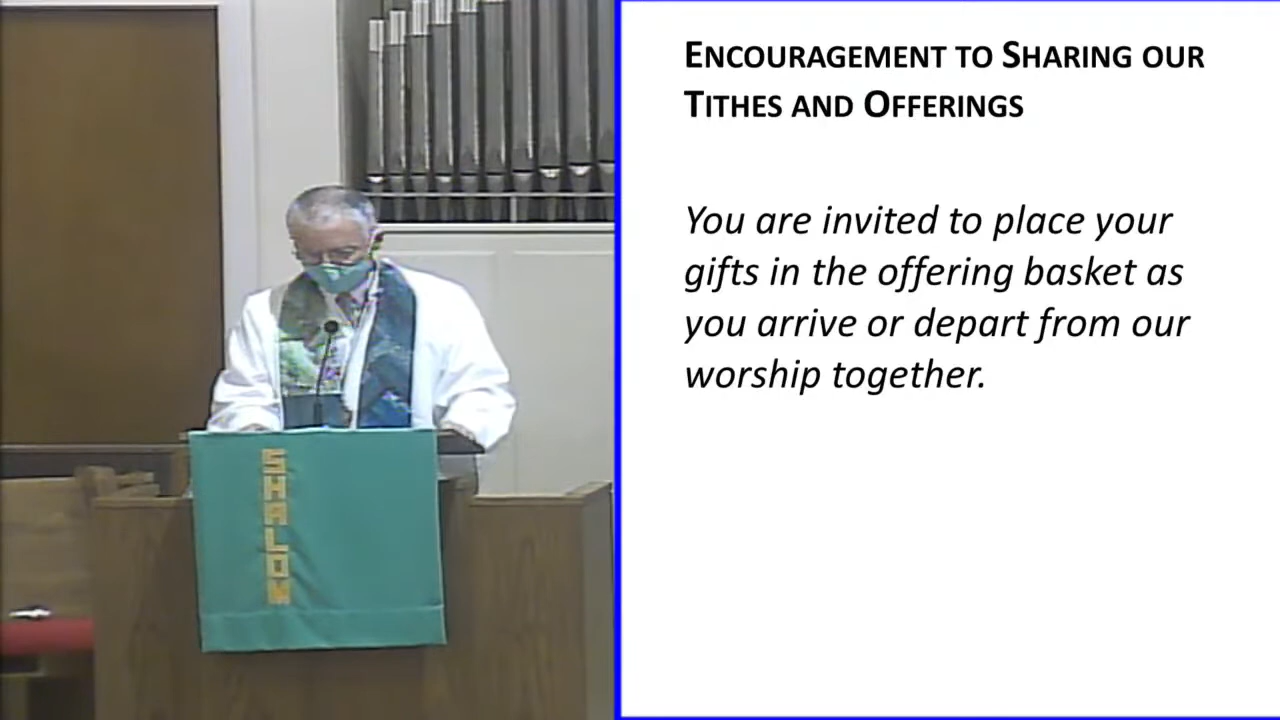 SHALOM
ENCOURAGEMENT TO SHARING OUR
TITHES AND OFFERINGS
You are invited to place your
gifts in the offering basket as
you arrive or depart from our
worship together.